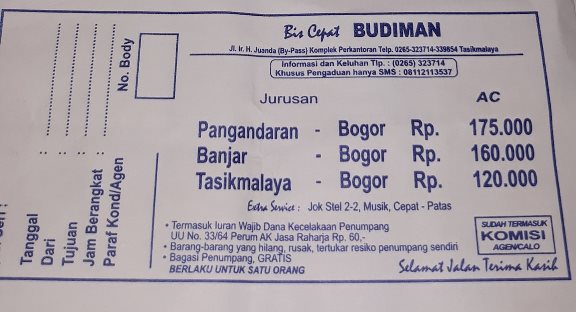 Bis Cepat BUDIMAN
Jl. Ir. H. Juanda (By-Pass) Komplek Perkantoran Telp. 0265-323714-339854 Tasikmalaya
Informasi dan Keluhan Tlp. : (0265) 323714
Khusus Pengaduan hanya SMS : 08112113537
Jurusan AC
Pangandaran - Bogor Rp. 175.000
Banjar - Bogor Rp. 160.000
Tasikmalaya - Bogor Rp. 120.000
Extra Service : Jok Stel 2-2, Musik, Cepat - Patas
• Termasuk Iuran Wajib Dana Kecelakaan Penumpang
UU No. 33/64 Perum AK Jasa Raharja Rp. 60,-
• Barang-barang yang hilang, rusak, tertukar resiko penumpang sendiri
• Bagasi Penumpang, GRATIS
BERLAKU UNTUK SATU ORANG
SUDAH TERMASUK
KOMISI
AGEN/CALO
Selamat Jalan Terima Kasih
No. Body
Tanggal :
Dari :
Tujuan :
Jam Berangkat :
Paraf Kond/Agen :